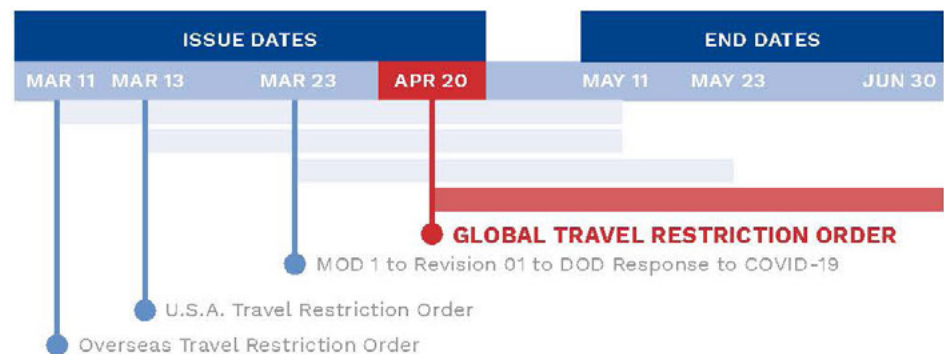 ISSUE DATES END DATES
MAR 11 MAR 13 MAR 23 APR 20 MAY 11 MAY 23 JUN 30
GLOBAL TRAVEL RESTRICTION ORDER
MOD 1 to Revision 01 to DOD Response to COVID-19
U.S.A. Travel Restriction Order
Overseas Travel Restriction Order